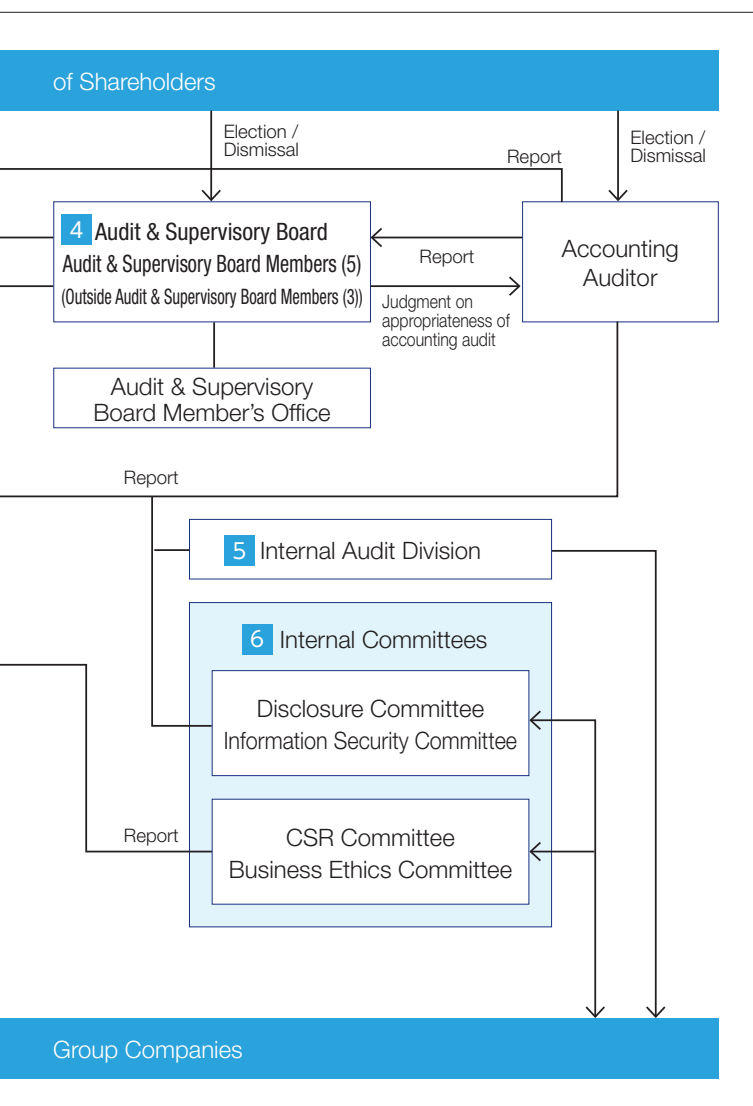 of Shareholders
Election /
Dismissal
Report
Election /
Dismissal
4 Audit & Supervisory Board
Audit & Supervisory Board Members (5)
(Outside Audit & Supervisory Board Members (3))
Report
Judgment on
appropriateness of
accounting audit
Accounting
Auditor
Audit & Supervisory
Board Member’s Office
Report
5 Internal Audit Division
6 Internal Committees
Disclosure Committee
Information Security Committee
Report
CSR Committee
Business Ethics Committee
Group Companies